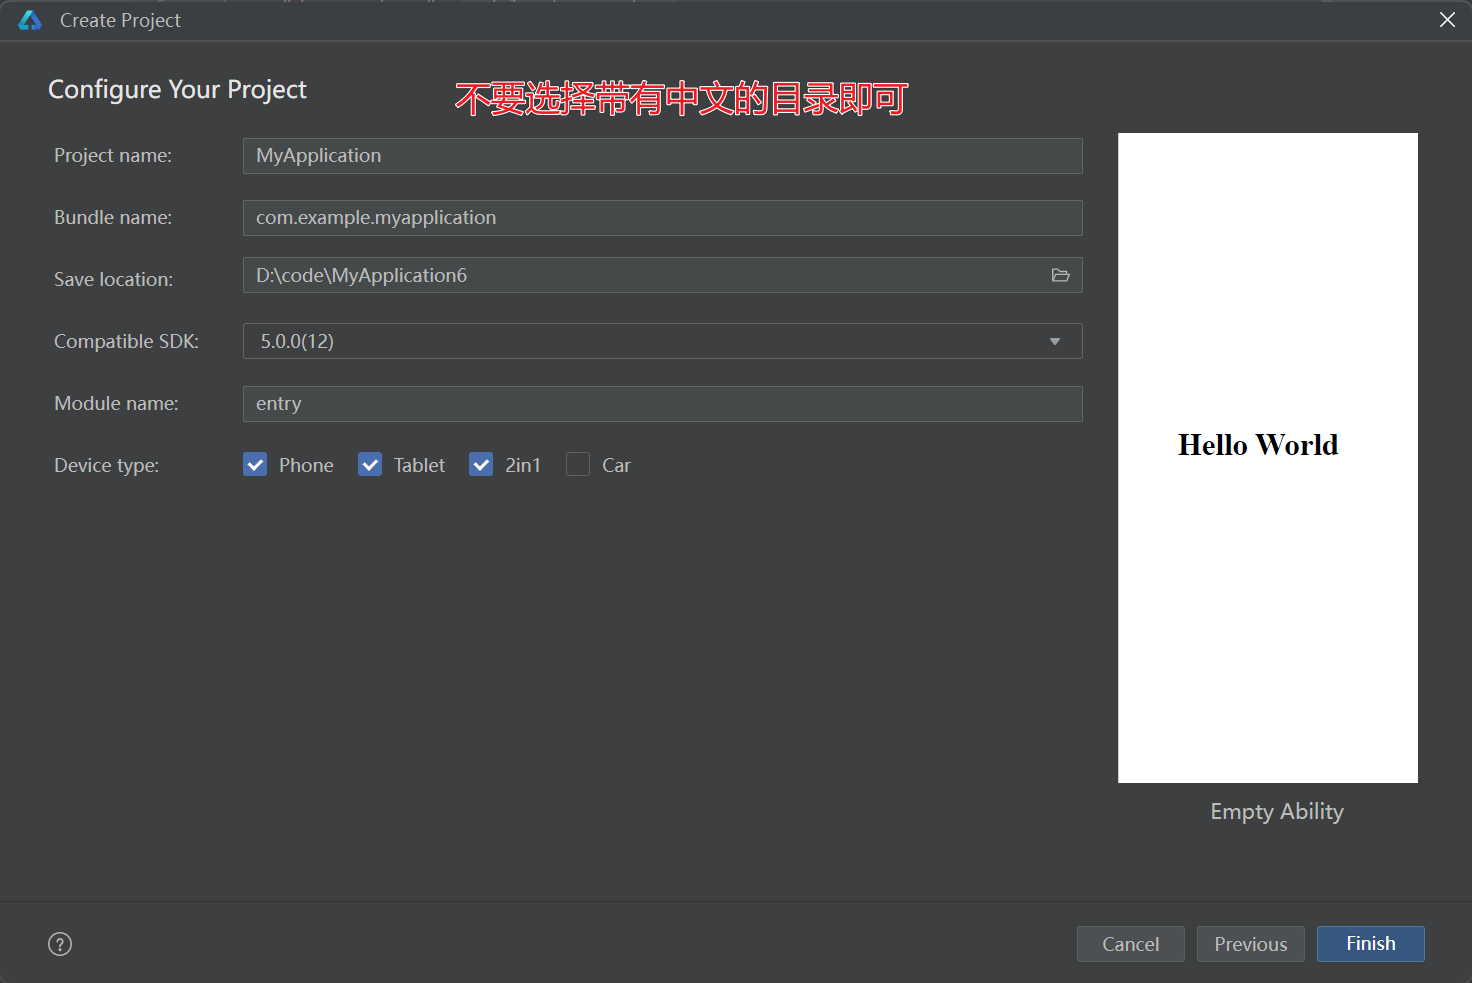 Create Project
Configure Your Project
不要选择带有中文的目录即可
Project name:
MyApplication
Bundle name:
com.example.myapplication
Save location:
D:\code\MyApplication6
Compatible SDK:
5.0.0(12)
Module name:
entry
Device type:
Phone
Tablet
2in1
Car
Hello World
Empty Ability
?
Cancel
Previous
Finish